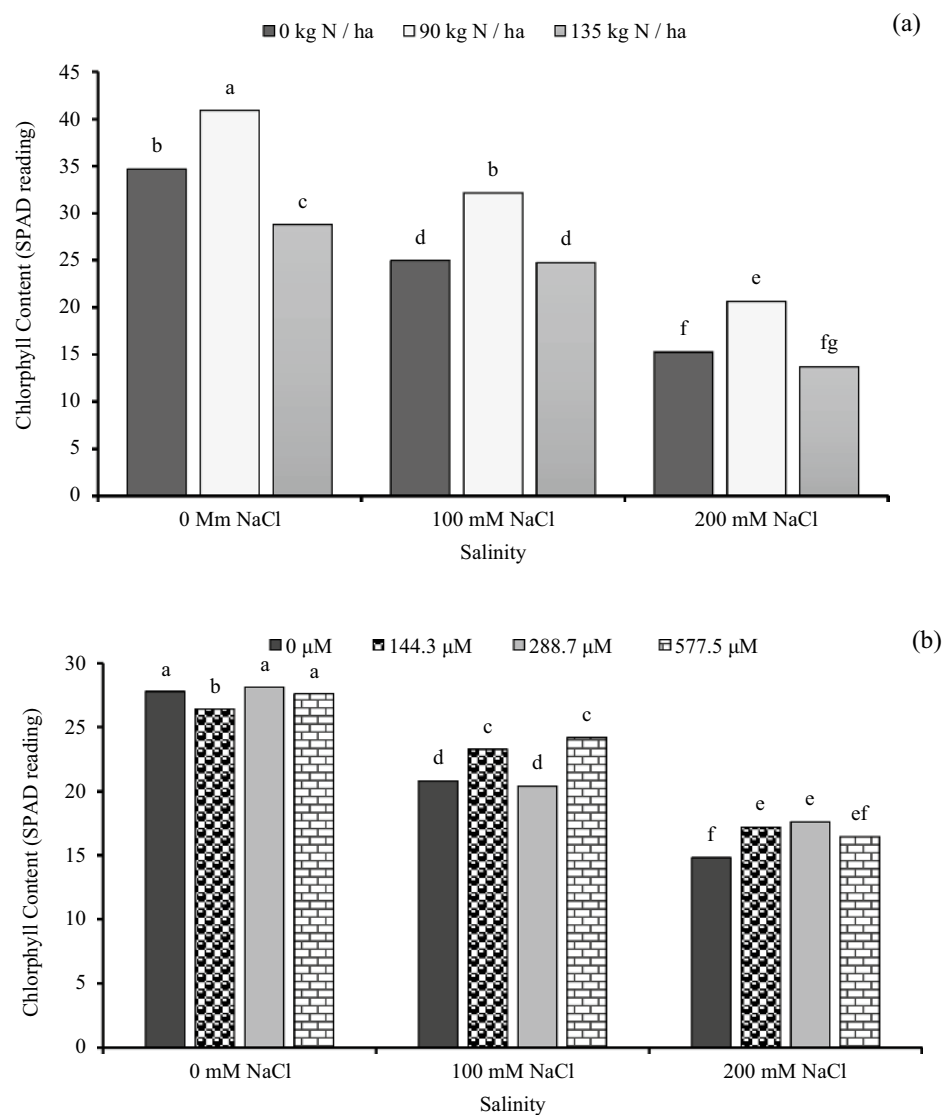 0 kg N / ha 90 kg N / ha 135 kg N / ha
(a)
Chlorphyll Content (SPAD reading)
45
40
35
30
25
20
15
10
5
0
b a c
d b d
f e fg
0 Mm NaCl 100 mM NaCl 200 mM NaCl
Salinity
0 μM 144.3 μM 288.7 μM 577.5 μM
(b)
Chlorphyll Content (SPAD reading)
30
25
20
15
10
5
0
a b a a
d c d c
f e e ef
0 mM NaCl 100 mM NaCl 200 mM NaCl
Salinity